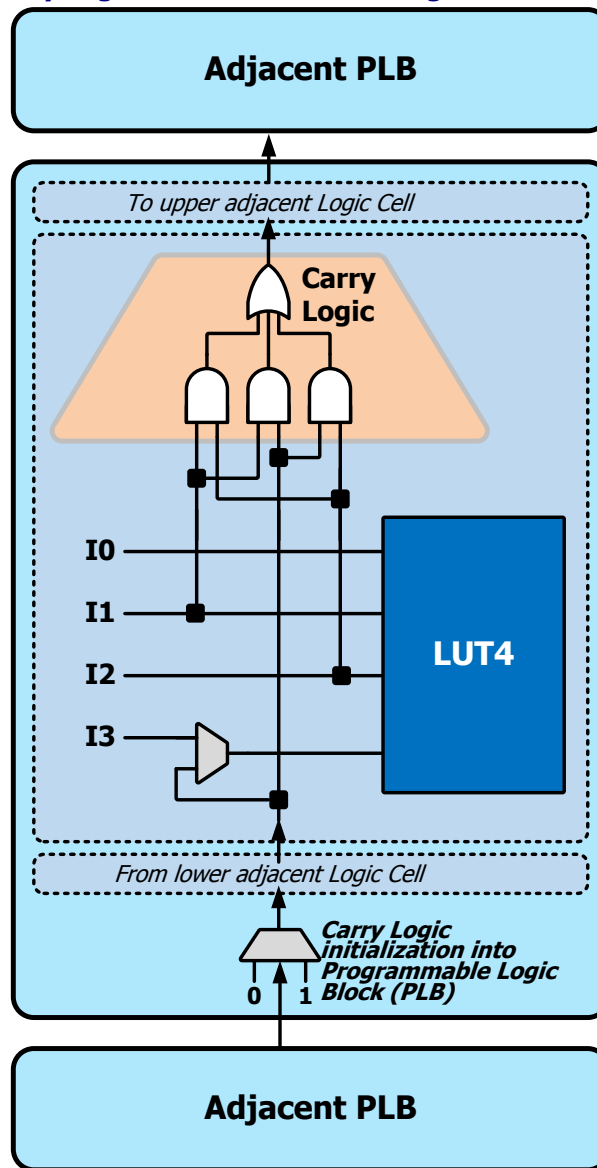 Adjacent PLB
To upper adjacent Logic Cell
Carry
Logic
I0
I1
I2
I3
LUT4
From lower adjacent Logic Cell
Carry Logic
initialization into
Programmable Logic
Block (PLB)
0 1
Adjacent PLB